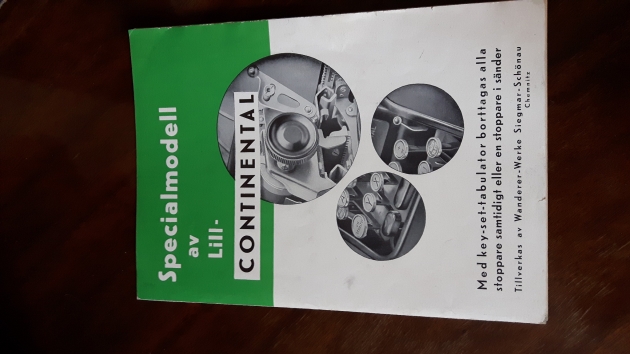 Specialmodell
av
Lill-
CONTINENTAL
Med key-set-tabulator borttagas alla
stoppare samtidigt eller en stoppare i sänder
Tillverkas av Wanderer-Werke Siegmar-Schönau
Chemnitz